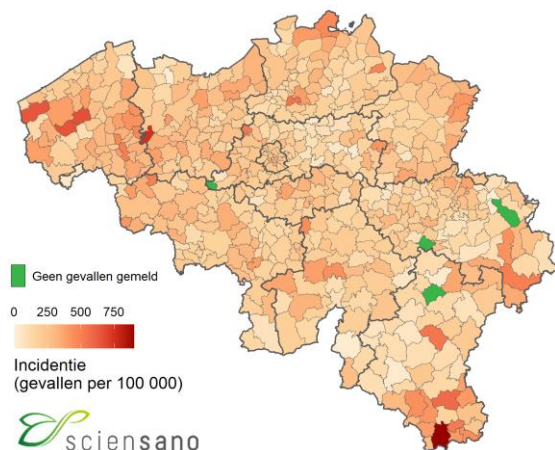 Geen gevallen gemeld
0 250 500 750
Incidentie
(gevallen per 100 000)
sciensano